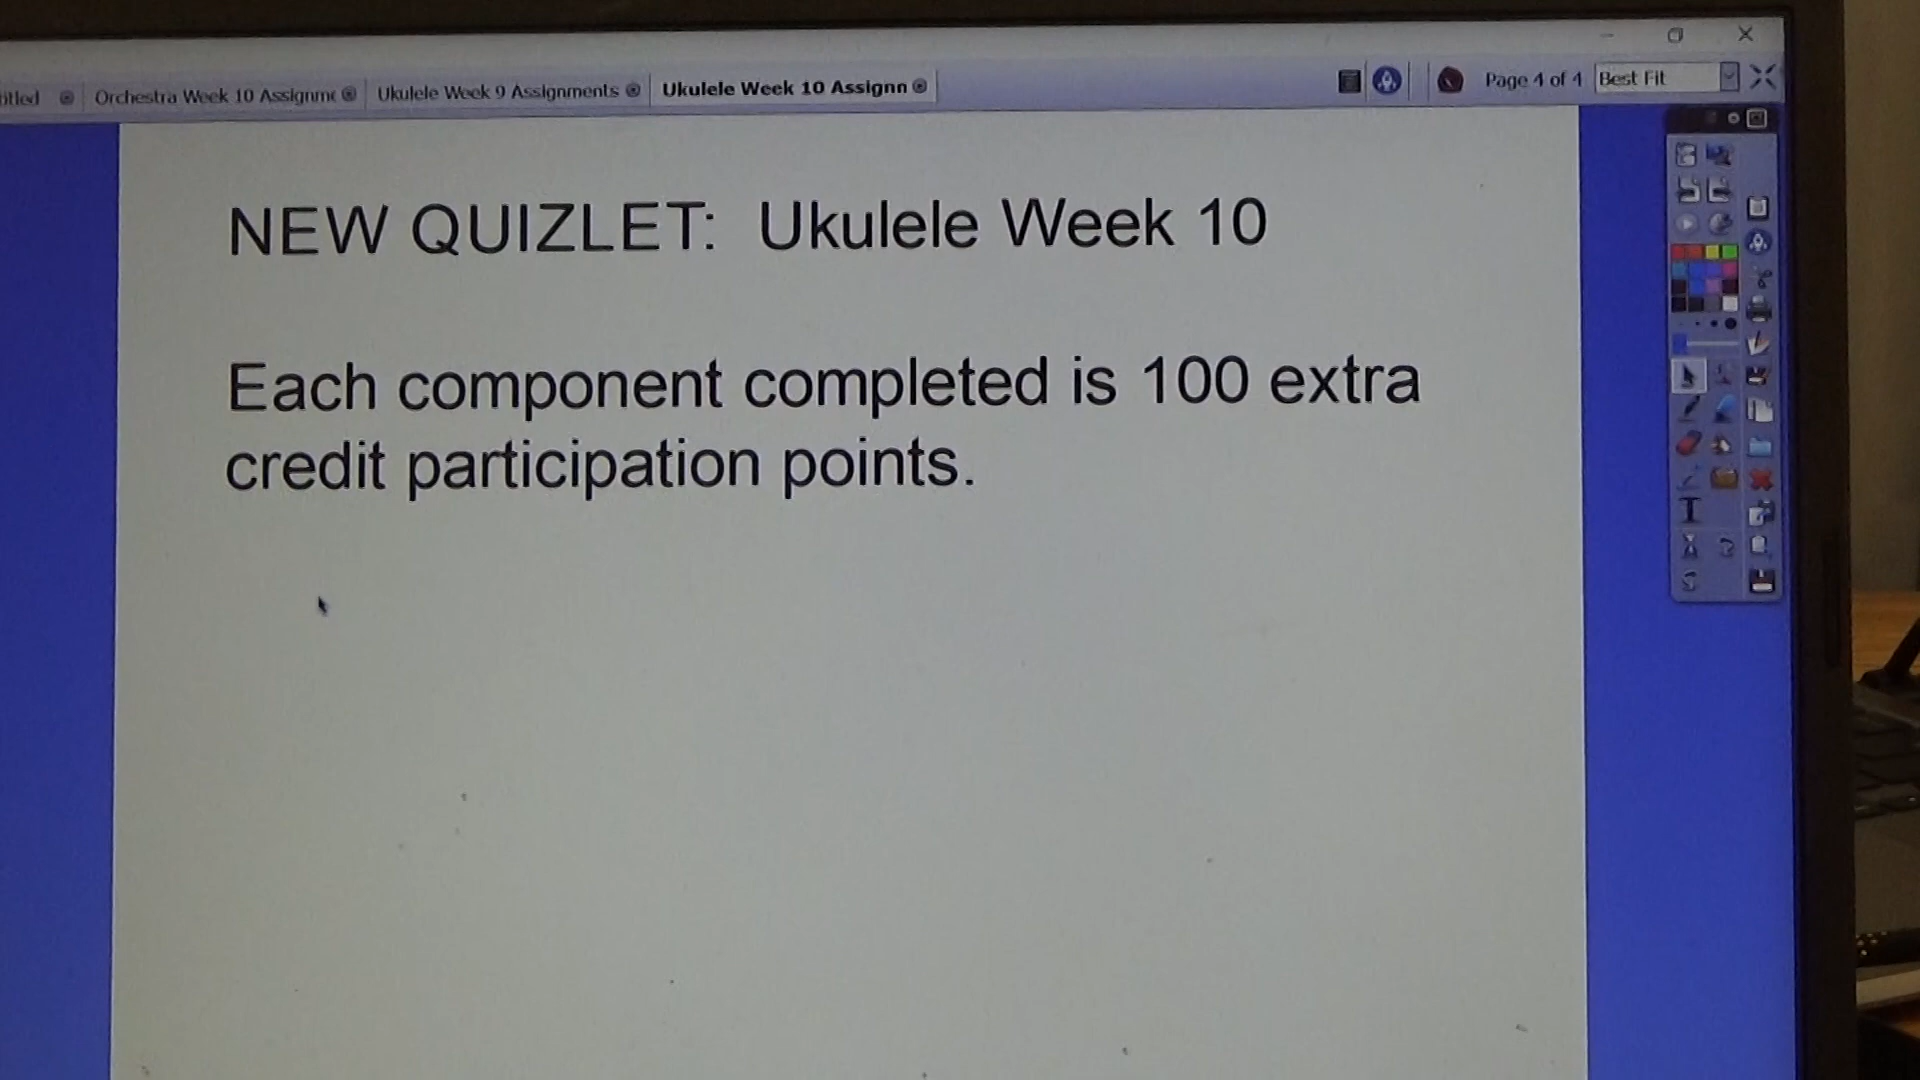 Orchestra Week 10 Assignm Ukulele Week 9 Assignments Ukulele Week 10 Assignn Page 4 of 4 Best Fit
NEW QUIZLET: Ukulele Week 10
Each component completed is 100 extra
credit participation points.